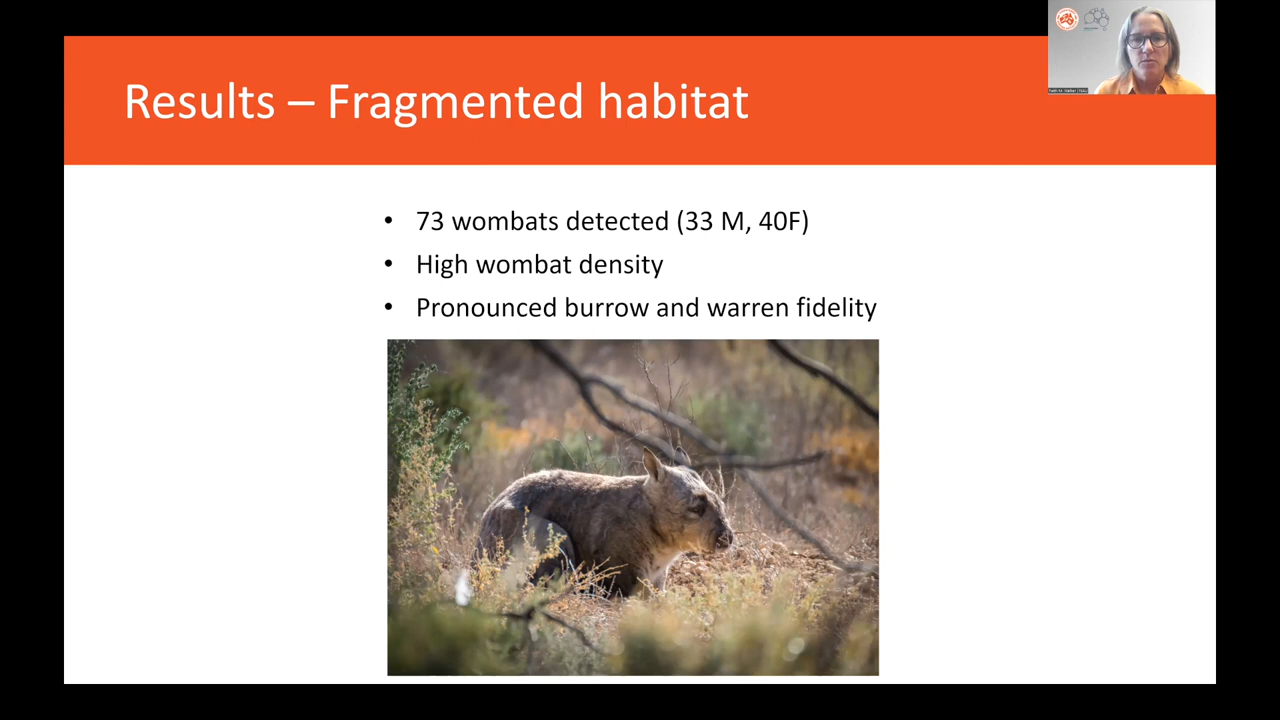 Results – Fragmented habitat
• 73 wombats detected (33 M, 40F)
• High wombat density
• Pronounced burrow and warren fidelity